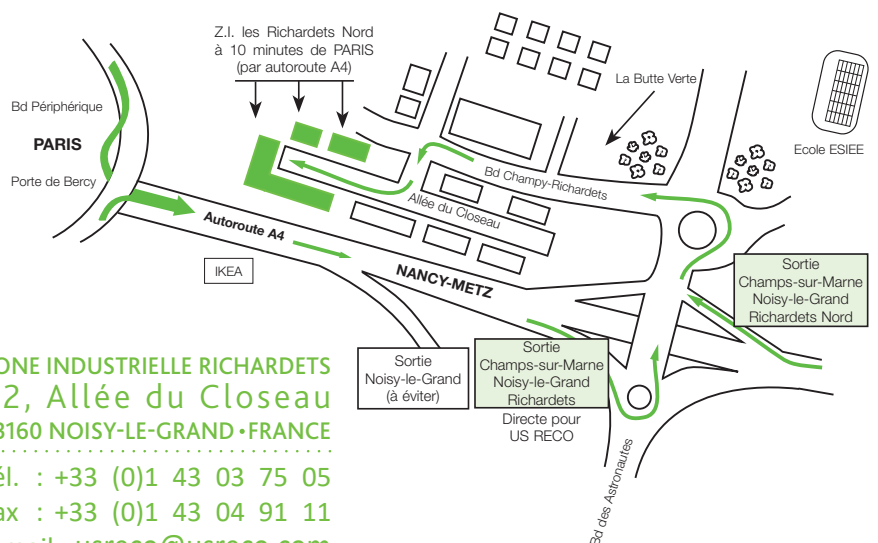 Z.I. les Richardets Nord
à 10 minutes de PARIS
(par autoroute A4)
La Butte Verte
Ecole ESIEE
Bd Périphérique
PARIS
Porte de Bercy
Bd Champy-Richardets
Allée du Closeau
Autoroute A4
IKEA
NANCY-METZ
Sortie
Champs-sur-Marne
Noisy-le-Grand
Richardets Nord
Sortie
Noisy-le-Grand
(à éviter)
Sortie
Champs-sur-Marne
Noisy-le-Grand
Richardets
Directe pour
US RECO
Bd des Astronautes
ONE INDUSTRIELLE RICHARDETS
2, Allée du Closeau
3160 NOISY-LE-GRAND • FRANCE
él. : +33 (0)1 43 03 75 05
ax : +33 (0)1 43 04 91 11
usreco@usreco.com